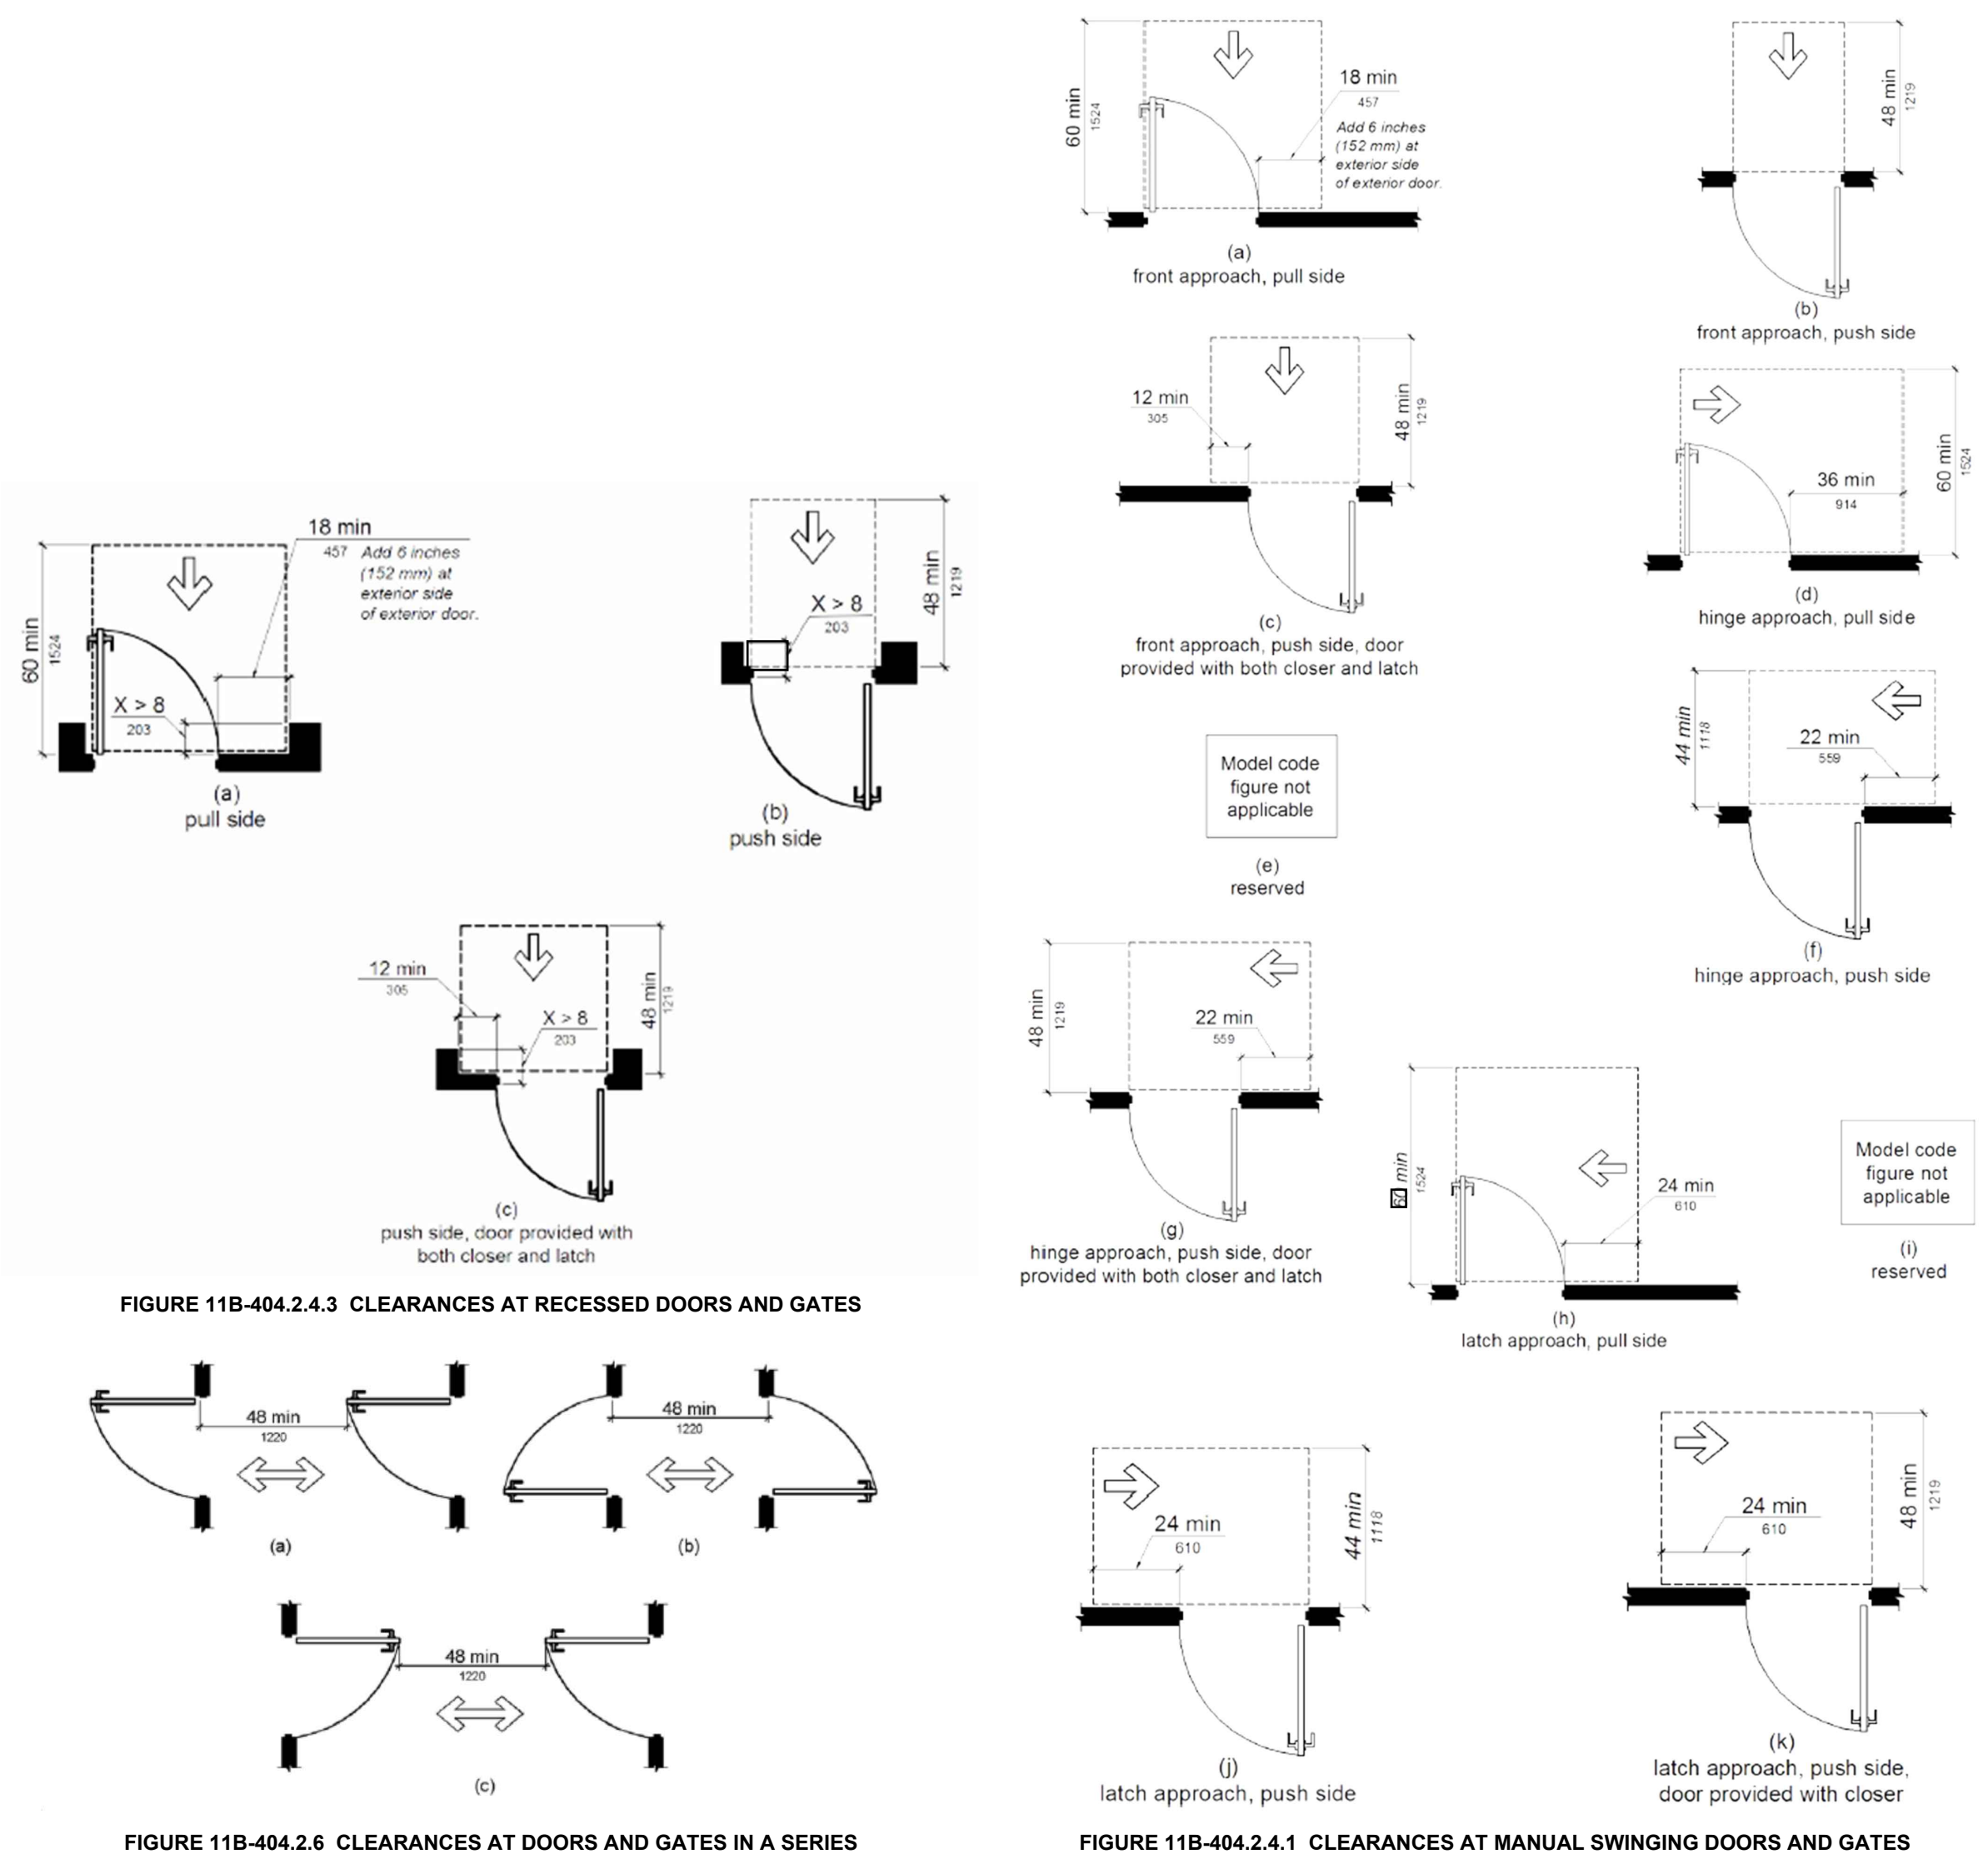 60 min
1524
18 min
457
Add 6 inches
(152 mm) at
exterior side
of exterior door.
X > 8
203
(a)
pull side
X > 8
203
48 min
1219
(b)
push side
12 min
305
X > 8
203
48 min
1219
(c)
push side, door provided with
both closer and latch
FIGURE 11B-404.2.4.3 CLEARANCES AT RECESSED DOORS AND GATES
48 min
1220
(a)
48 min
1220
(b)
48 min
1220
(c)
FIGURE 11B-404.2.6 CLEARANCES AT DOORS AND GATES IN A SERIES
60 min
1524
18 min
457
Add 6 inches
(152 mm) at
exterior side
of exterior door.
(a)
front approach, pull side
48 min
1219
(b)
front approach, push side
12 min
305
48 min
1219
(c)
front approach, push side, door
provided with both closer and latch
36 min
914
60 min
1524
(d)
hinge approach, pull side
Model code
figure not
applicable
(e)
reserved
44 min
1118
22 min
559
(f)
hinge approach, push side
48 min
1219
22 min
559
(g)
hinge approach, push side, door
provided with both closer and latch
60 min
1524
24 min
610
(h)
latch approach, pull side
Model code
figure not
applicable
(i)
reserved
24 min
610
44 min
1118
(j)
latch approach, push side
24 min
610
48 min
1219
(k)
latch approach, push side,
door provided with closer
FIGURE 11B-404.2.4.1 CLEARANCES AT MANUAL SWINGING DOORS AND GATES